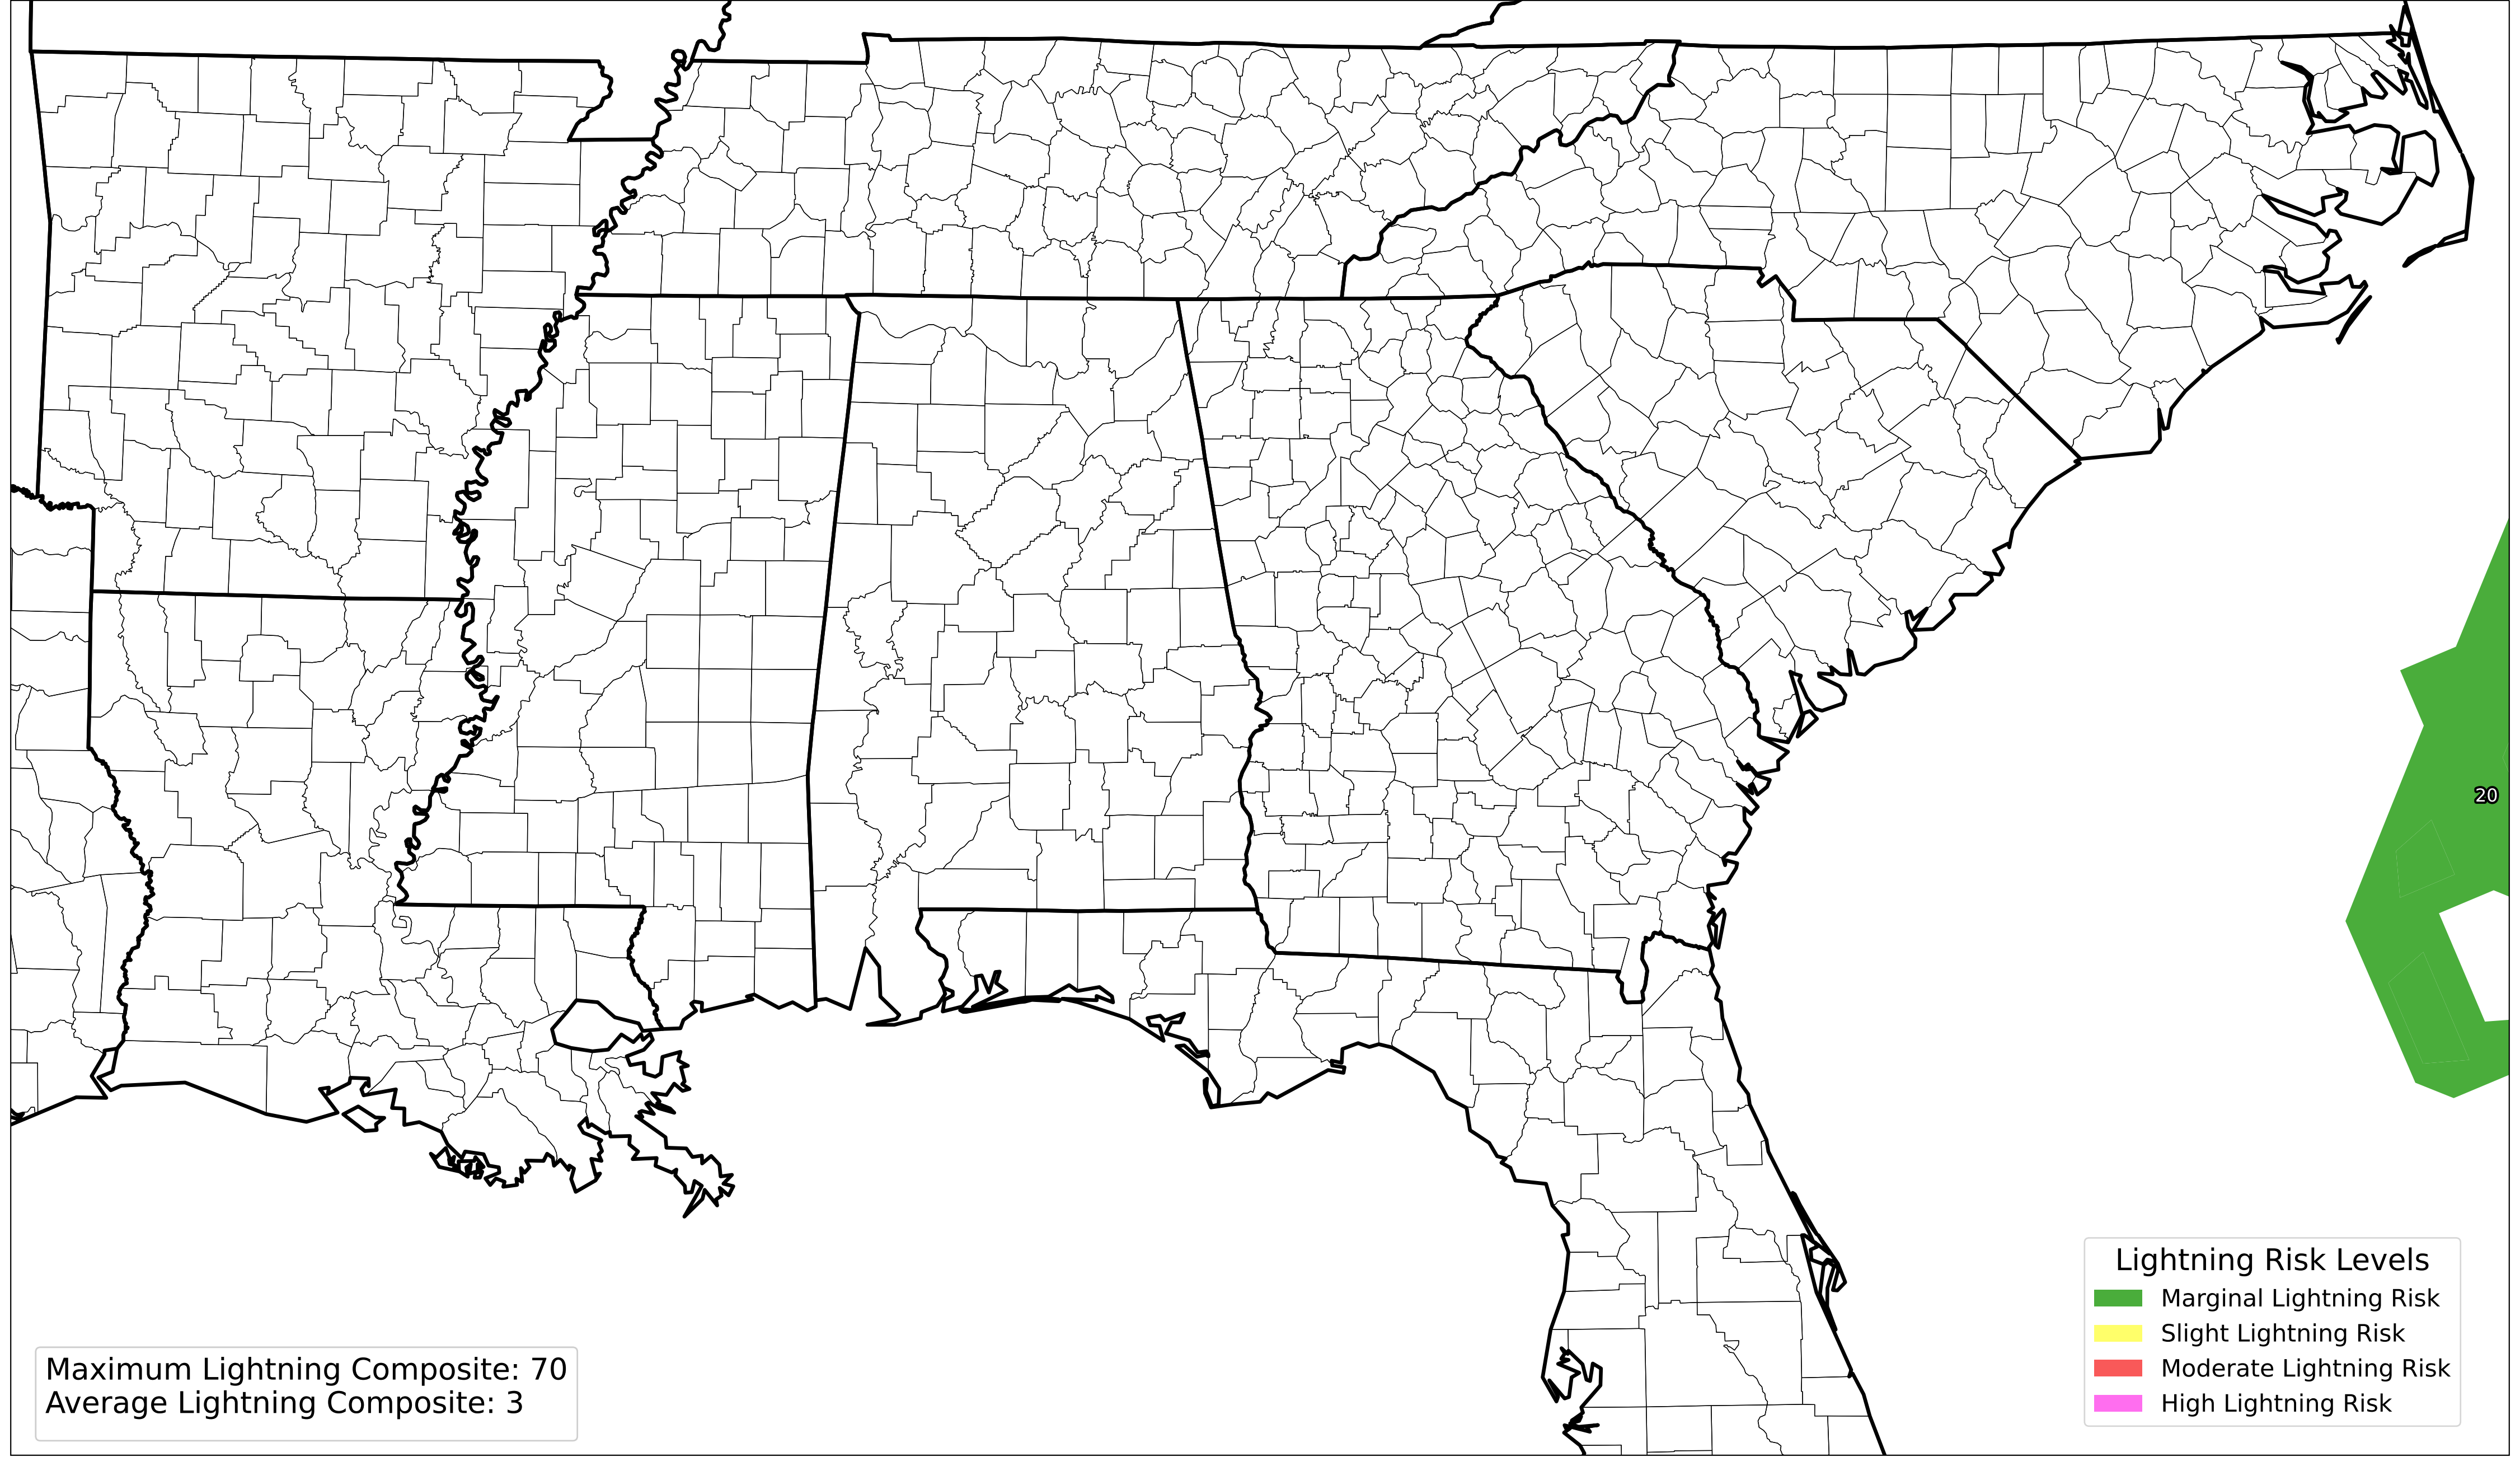 20
Lightning Risk Levels
Marginal Lightning Risk
Slight Lightning Risk
Moderate Lightning Risk
High Lightning Risk
Maximum Lightning Composite: 70
Average Lightning Composite: 3